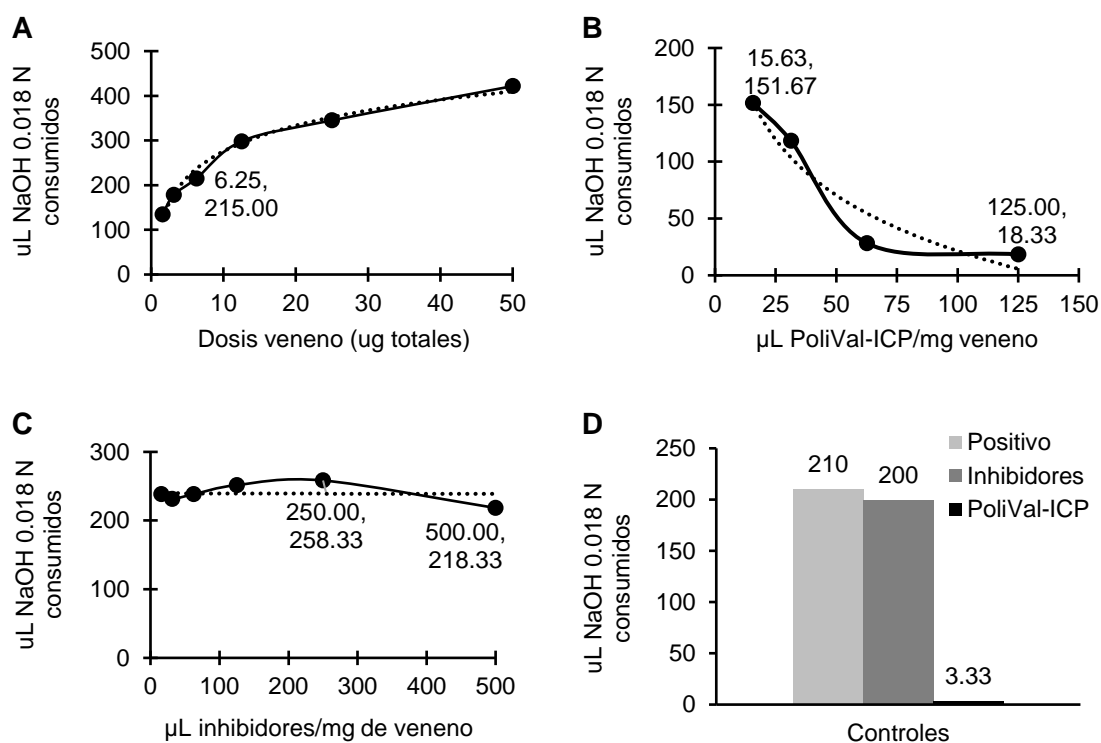 A
uL NaOH 0.018 N
consumidos
500
400
300
200
100
0
6.25,
215.00
0
10
20
30
40
50
Dosis veneno (ug totales)
B
uL NaOH 0.018 N
consumidos
200
150
100
50
0
15.63,
151.67
125.00,
18.33
0
25
50
75
100
125
150
µL PoliVal-ICP/mg veneno
C
uL NaOH 0.018 N
consumidos
300
200
100
0
250.00,
258.33
500.00,
218.33
0
100
200
300
400
500
µL inhibidores/mg de veneno
D
uL NaOH 0.018 N
consumidos
250
200
150
100
50
0
210
200
3.33
Positivo
Inhibidores
PoliVal-ICP
Controles